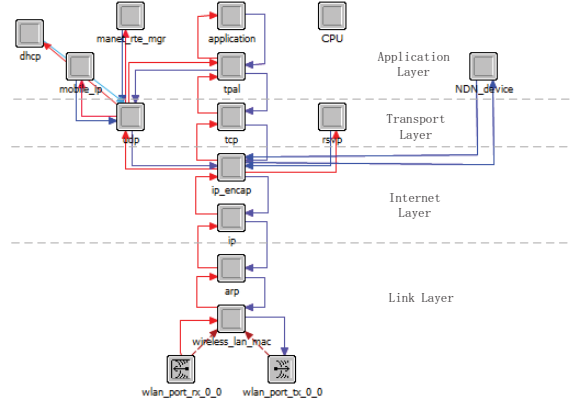 manet_rte_mgr
application
CPU
dhcp
mobile_ip
tpal
Application
Layer
NDN_device
udp
tcp
rsvp
Transport
Layer
ip_encap
Internet
Layer
ip
arp
Link Layer
wireless_lan_mac
wlan_port_rx_0_0
wlan_port_tx_0_0